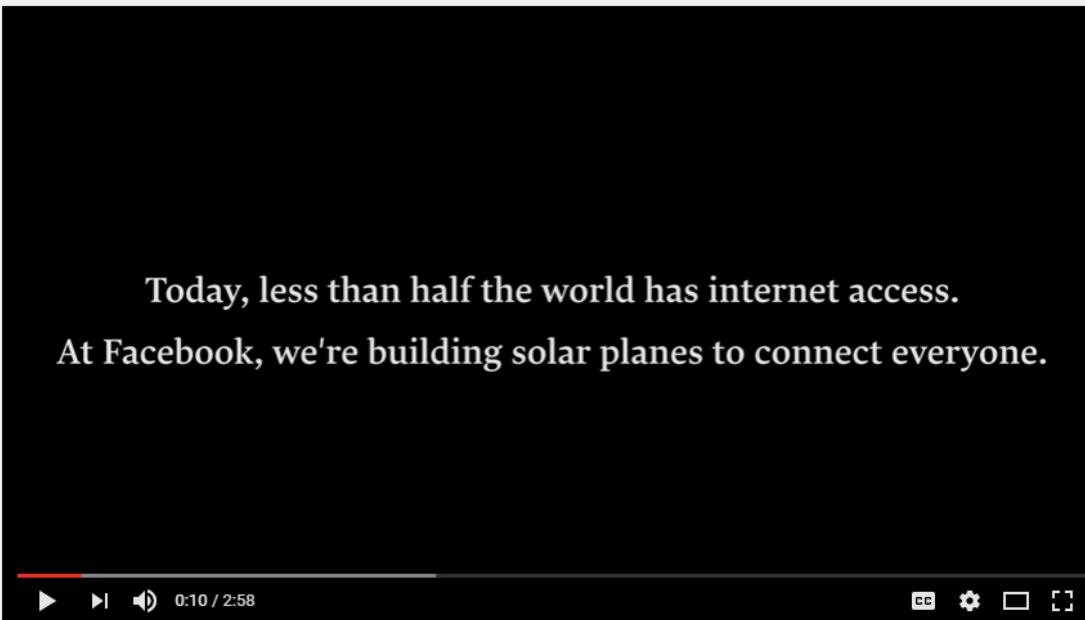 Today, less than half the world has internet access.
At Facebook, we're building solar planes to connect everyone.
0:10 / 2:58
CC